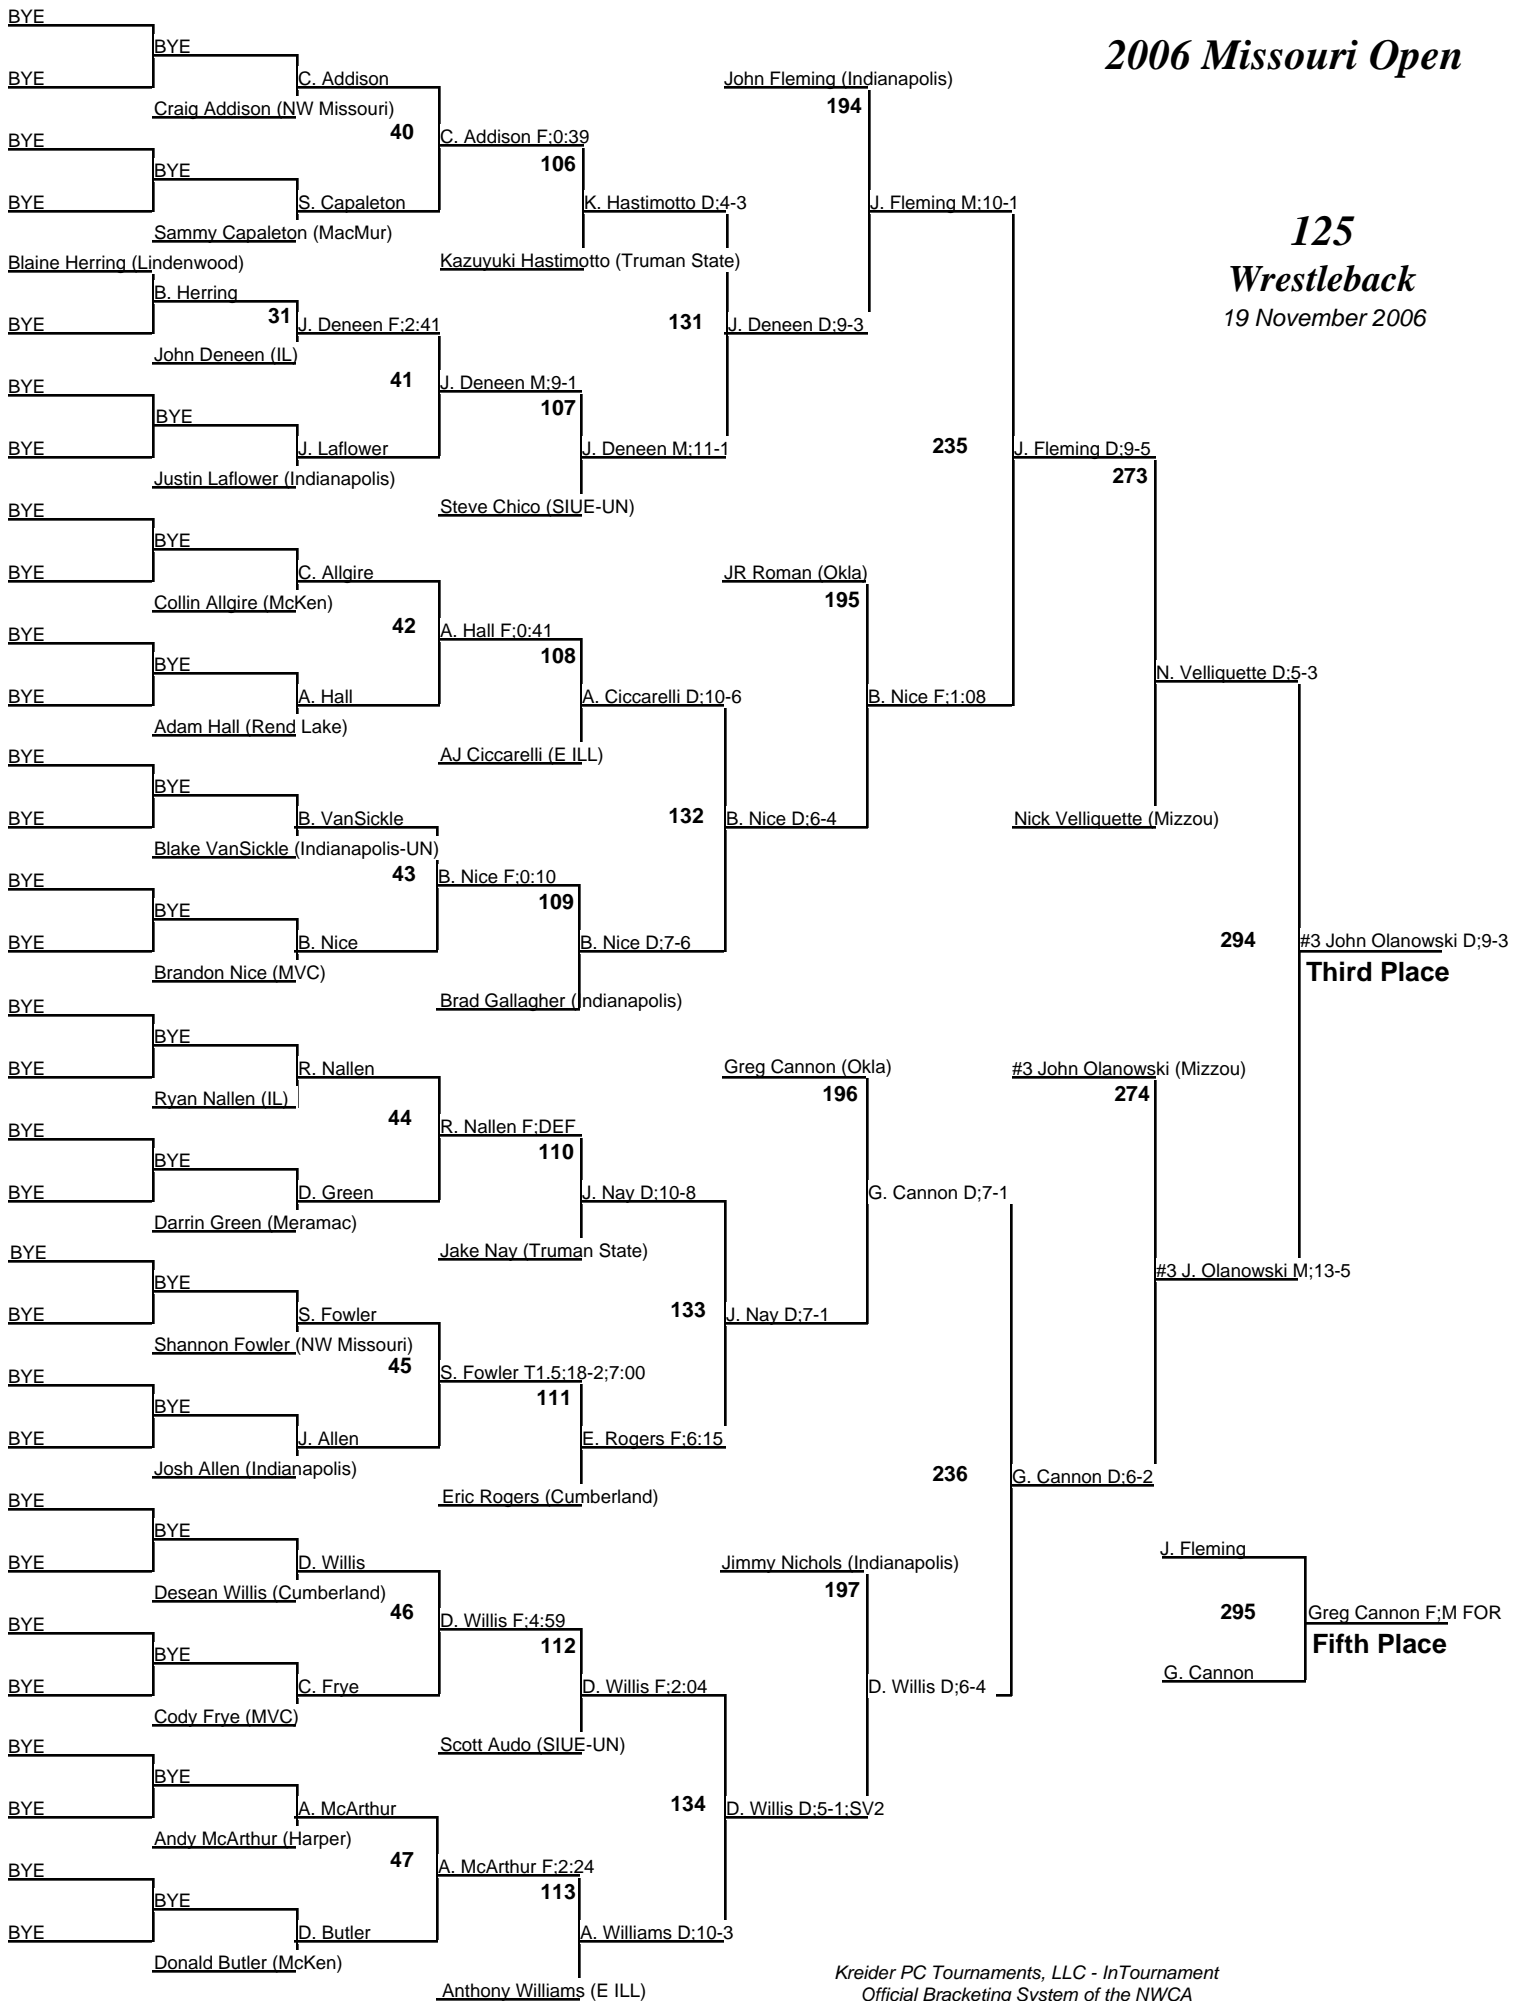 BYE
2006 Missouri Open
BYE
BYE
C. Addison
John Fleming (Indianapolis)
Craig Addison (NW Missouri)
194
40
BYE
C. Addison F;0:39
106
BYE
BYE
S. Capaleton
K. Hastimotto D;4-3
J. Fleming M;10-1
Sammy Capaleton (MacMur)
125
Blaine Herring (Lindenwood)
Kazuyuki Hastimotto (Truman State)
Wrestleback
B. Herring
31
BYE
J. Deneen F;2:41
131
J. Deneen D;9-3
19 November 2006
John Deneen (IL)
41
BYE
J. Deneen M;9-1
107
BYE
BYE
J. Laflower
J. Deneen M;11-1
235
J. Fleming D;9-5
Justin Laflower (Indianapolis)
273
Steve Chico (SIUE-UN)
BYE
BYE
BYE
C. Allgire
JR Roman (Okla)
Collin Allgire (McKen)
195
42
BYE
A. Hall F;0:41
108
BYE
N. Velliquette D;5-3
BYE
A. Hall
A. Ciccarelli D;10-6
B. Nice F;1:08
Adam Hall (Rend Lake)
BYE
AJ Ciccarelli (E ILL)
BYE
BYE
B. VanSickle
132
B. Nice D;6-4
Nick Velliquette (Mizzou)
Blake VanSickle (Indianapolis-UN)
43
BYE
B. Nice F;0:10
109
BYE
BYE
B. Nice
B. Nice D;7-6
294
#3 John Olanowski D;9-3
Third Place
Brandon Nice (MVC)
Brad Gallagher (Indianapolis)
BYE
BYE
BYE
R. Nallen
Greg Cannon (Okla)
#3 John Olanowski (Mizzou)
Ryan Nallen (IL)
196
274
44
BYE
R. Nallen F;DEF
110
BYE
BYE
D. Green
J. Nay D;10-8
G. Cannon D;7-1
Darrin Green (Meramac)
BYE
Jake Nay (Truman State)
#3 J. Olanowski M;13-5
BYE
BYE
S. Fowler
133
J. Nay D;7-1
Shannon Fowler (NW Missouri)
45
BYE
S. Fowler T1.5;18-2;7:00
111
BYE
BYE
J. Allen
E. Rogers F;6:15
Josh Allen (Indianapolis)
236
G. Cannon D;6-2
BYE
Eric Rogers (Cumberland)
BYE
J. Fleming
BYE
D. Willis
Jimmy Nichols (Indianapolis)
Desean Willis (Cumberland)
197
46
BYE
D. Willis F;4:59
295
Greg Cannon F;M FOR
112
Fifth Place
BYE
G. Cannon
BYE
C. Frye
D. Willis F;2:04
D. Willis D;6-4
Cody Frye (MVC)
BYE
Scott Audo (SIUE-UN)
BYE
BYE
A. McArthur
134
D. Willis D;5-1;SV2
Andy McArthur (Harper)
47
BYE
A. McArthur F;2:24
113
BYE
BYE
D. Butler
A. Williams D;10-3
Donald Butler (McKen)
Anthony Williams (E ILL)
Kreider PC Tournaments, LLC - InTournament
Official Bracketing System of the NWCA